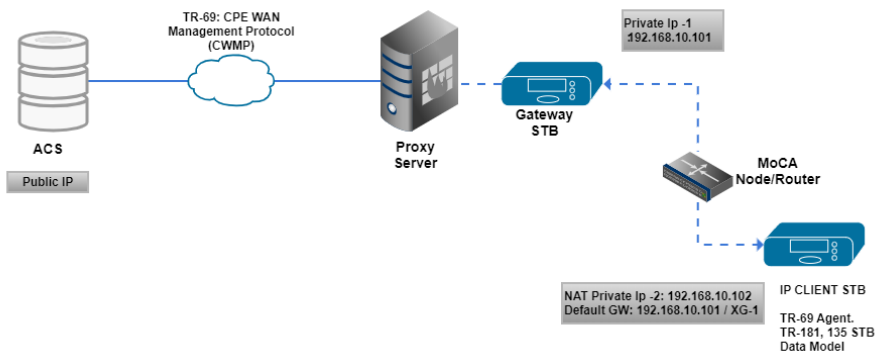 TR-69: CPE WAN
Management Protocol
(CWMP)
Private Ip -1
:192.168.10.101
Gateway
STB
ACS
Proxy
Server
MoCA
Node/Router
Public IP
NAT Private Ip -2: 192.168.10.102
Default GW: 192.168.10.101 / XG-1
IP CLIENT STB
TR-69 Agent.
TR-181, 135 STB
Data Model